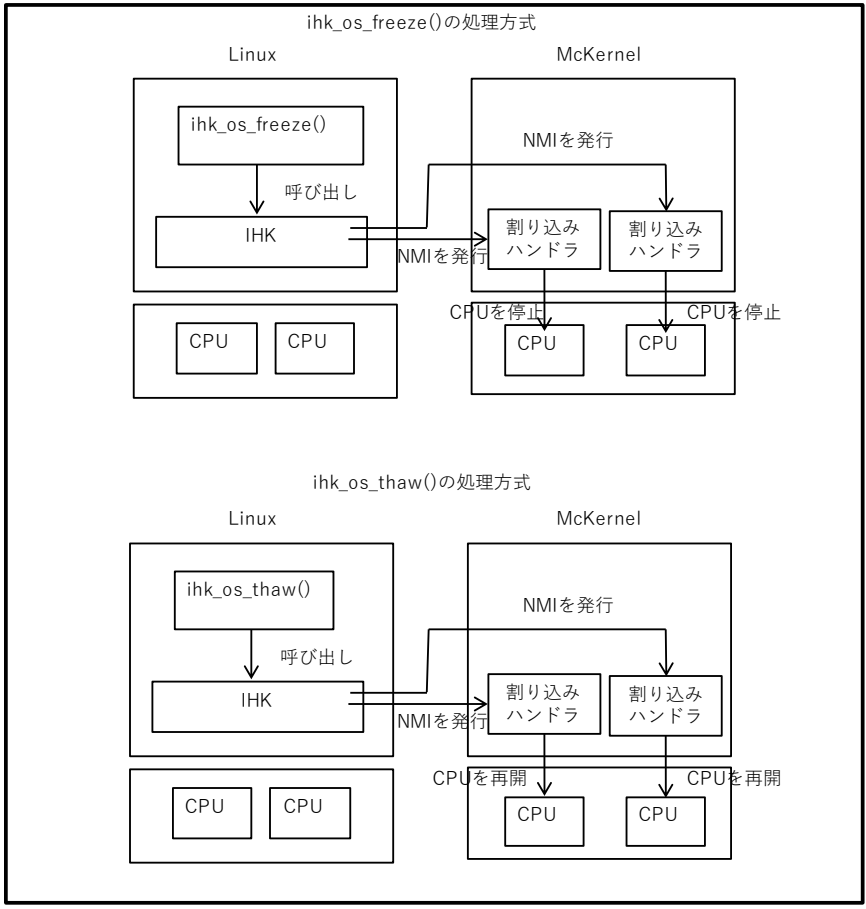 ihk_os_freeze()の処理方式
Linux
McKernel
ihk_os_freeze()
NMIを発行
呼び出し
IHK
割り込み
ハンドラ
割り込み
ハンドラ
NMIを発行
CPUを停止
CPUを停止
CPU
CPU
CPU
CPU
ihk_os_thaw()の処理方式
Linux
McKernel
ihk_os_thaw()
NMIを発行
呼び出し
IHK
割り込み
ハンドラ
割り込み
ハンドラ
NMIを発行
CPUを再開
CPUを再開
CPU
CPU
CPU
CPU